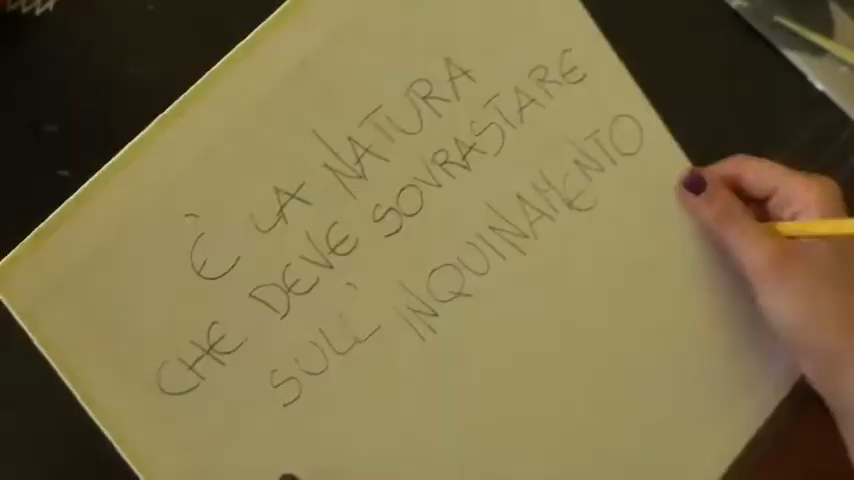 È LA NATURA
CHE DEVE SOVRASTARE
SULL' INQUINAMENTO